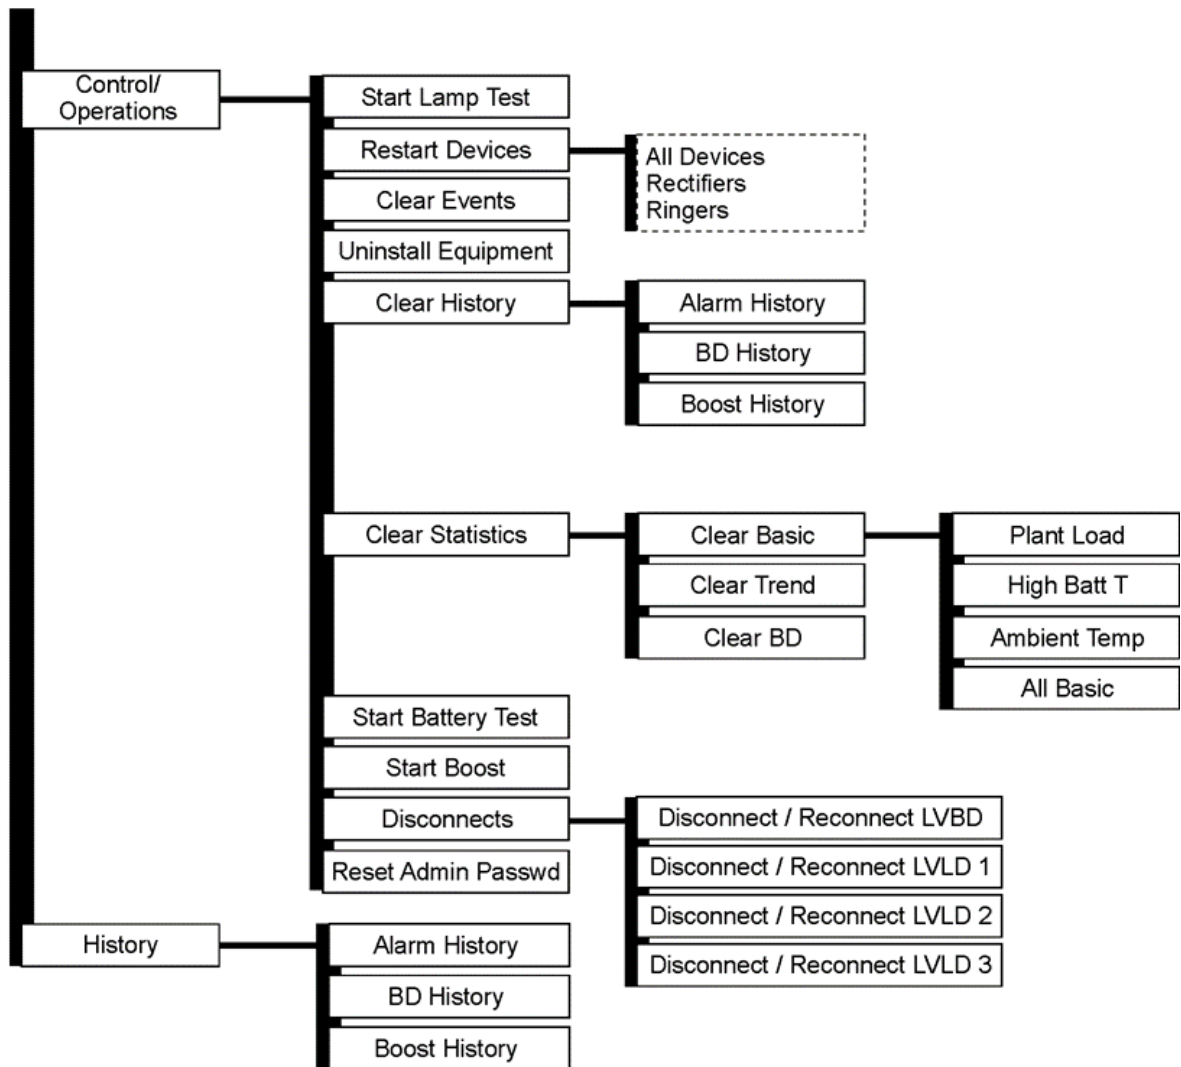 Control/
Operations
Start Lamp Test
Restart Devices
All Devices
Rectifiers
Ringers
Clear Events
Uninstall Equipment
Clear History
Alarm History
BD History
Boost History
Clear Statistics
Clear Basic
Plant Load
High Batt T
Ambient Temp
All Basic
Clear Trend
Clear BD
Start Battery Test
Start Boost
Disconnects
Disconnect / Reconnect LVBD
Disconnect / Reconnect LVLD 1
Disconnect / Reconnect LVLD 2
Disconnect / Reconnect LVLD 3
Reset Admin Passwd
History
Alarm History
BD History
Boost History